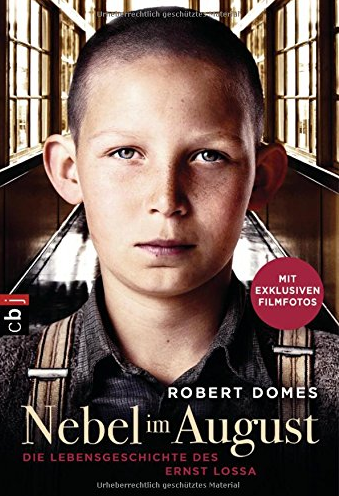 Urheberrechtlich geschütztes Material
MIT
EXKLUSIVEN
FILMFOTOS
cbj
ROBERT DOMES
Nebel im August
DIE LEBENSGESCHICHTE DES
ERNST LOSSA
Urheberrechtlich geschütztes Material